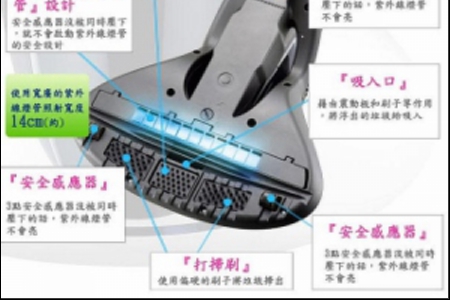 管』設計
安全感應器沒被同時壓下
，就不會啟動紫外線燈管
的安全設計
壓下的話，紫外線燈管
不會亮
使用寬廣的紫外
線燈管照射寬度
14cm(約)
『吸入口』
藉由震動板和刷子等作用
，將浮出的垃圾吸入
『安全感應器』
3點安全感應器沒被同時
壓下的話，紫外線燈管
不會亮
『打掃刷』
使用偏硬的刷子將垃圾掃出
『安全感應器』
3點安全感應器沒被同時
壓下的話，紫外線燈管
不會亮